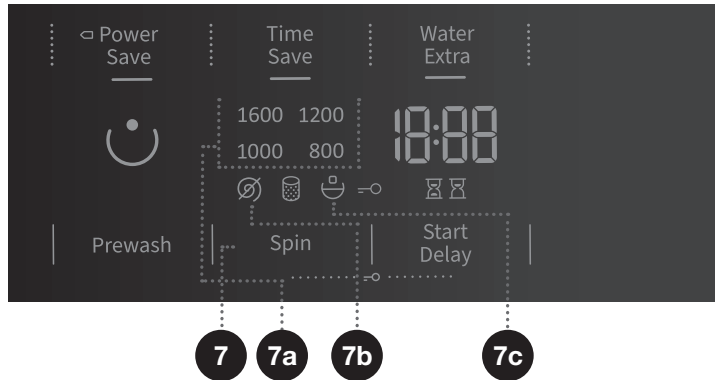 Power
Save
Time
Save
Water
Extra
1600 1200
1000 800
18:88
Prewash
Spin
Start
Delay
7
7a
7b
7c